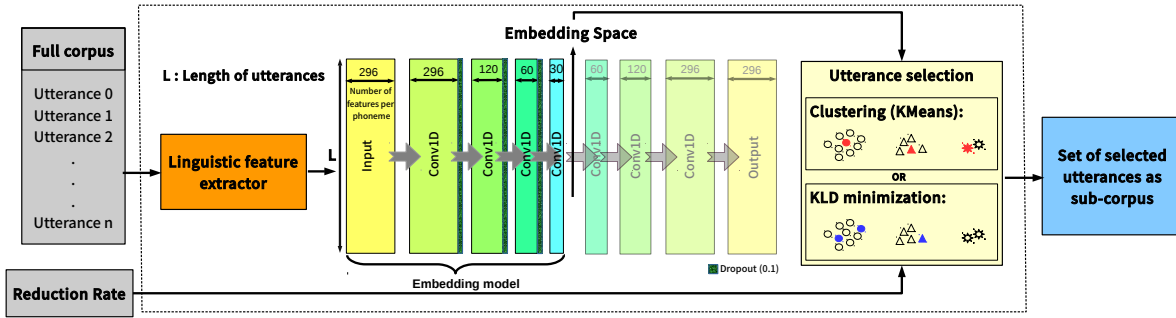 Full corpus
Utterance 0
Utterance 1
Utterance 2
.
.
.
Utterance n
Reduction Rate
Linguistic feature
extractor
L : Length of utterances
L
296
Number of
features per
phoneme
Input
296
Conv1D
120
Conv1D
60
Conv1D
30
Conv1D
Embedding model
Embedding Space
60
Conv1D
120
Conv1D
296
Conv1D
296
Output
Dropout (0.1)
Utterance selection
Clustering (KMeans):
OR
KLD minimization:
Set of selected
utterances as
sub-corpus